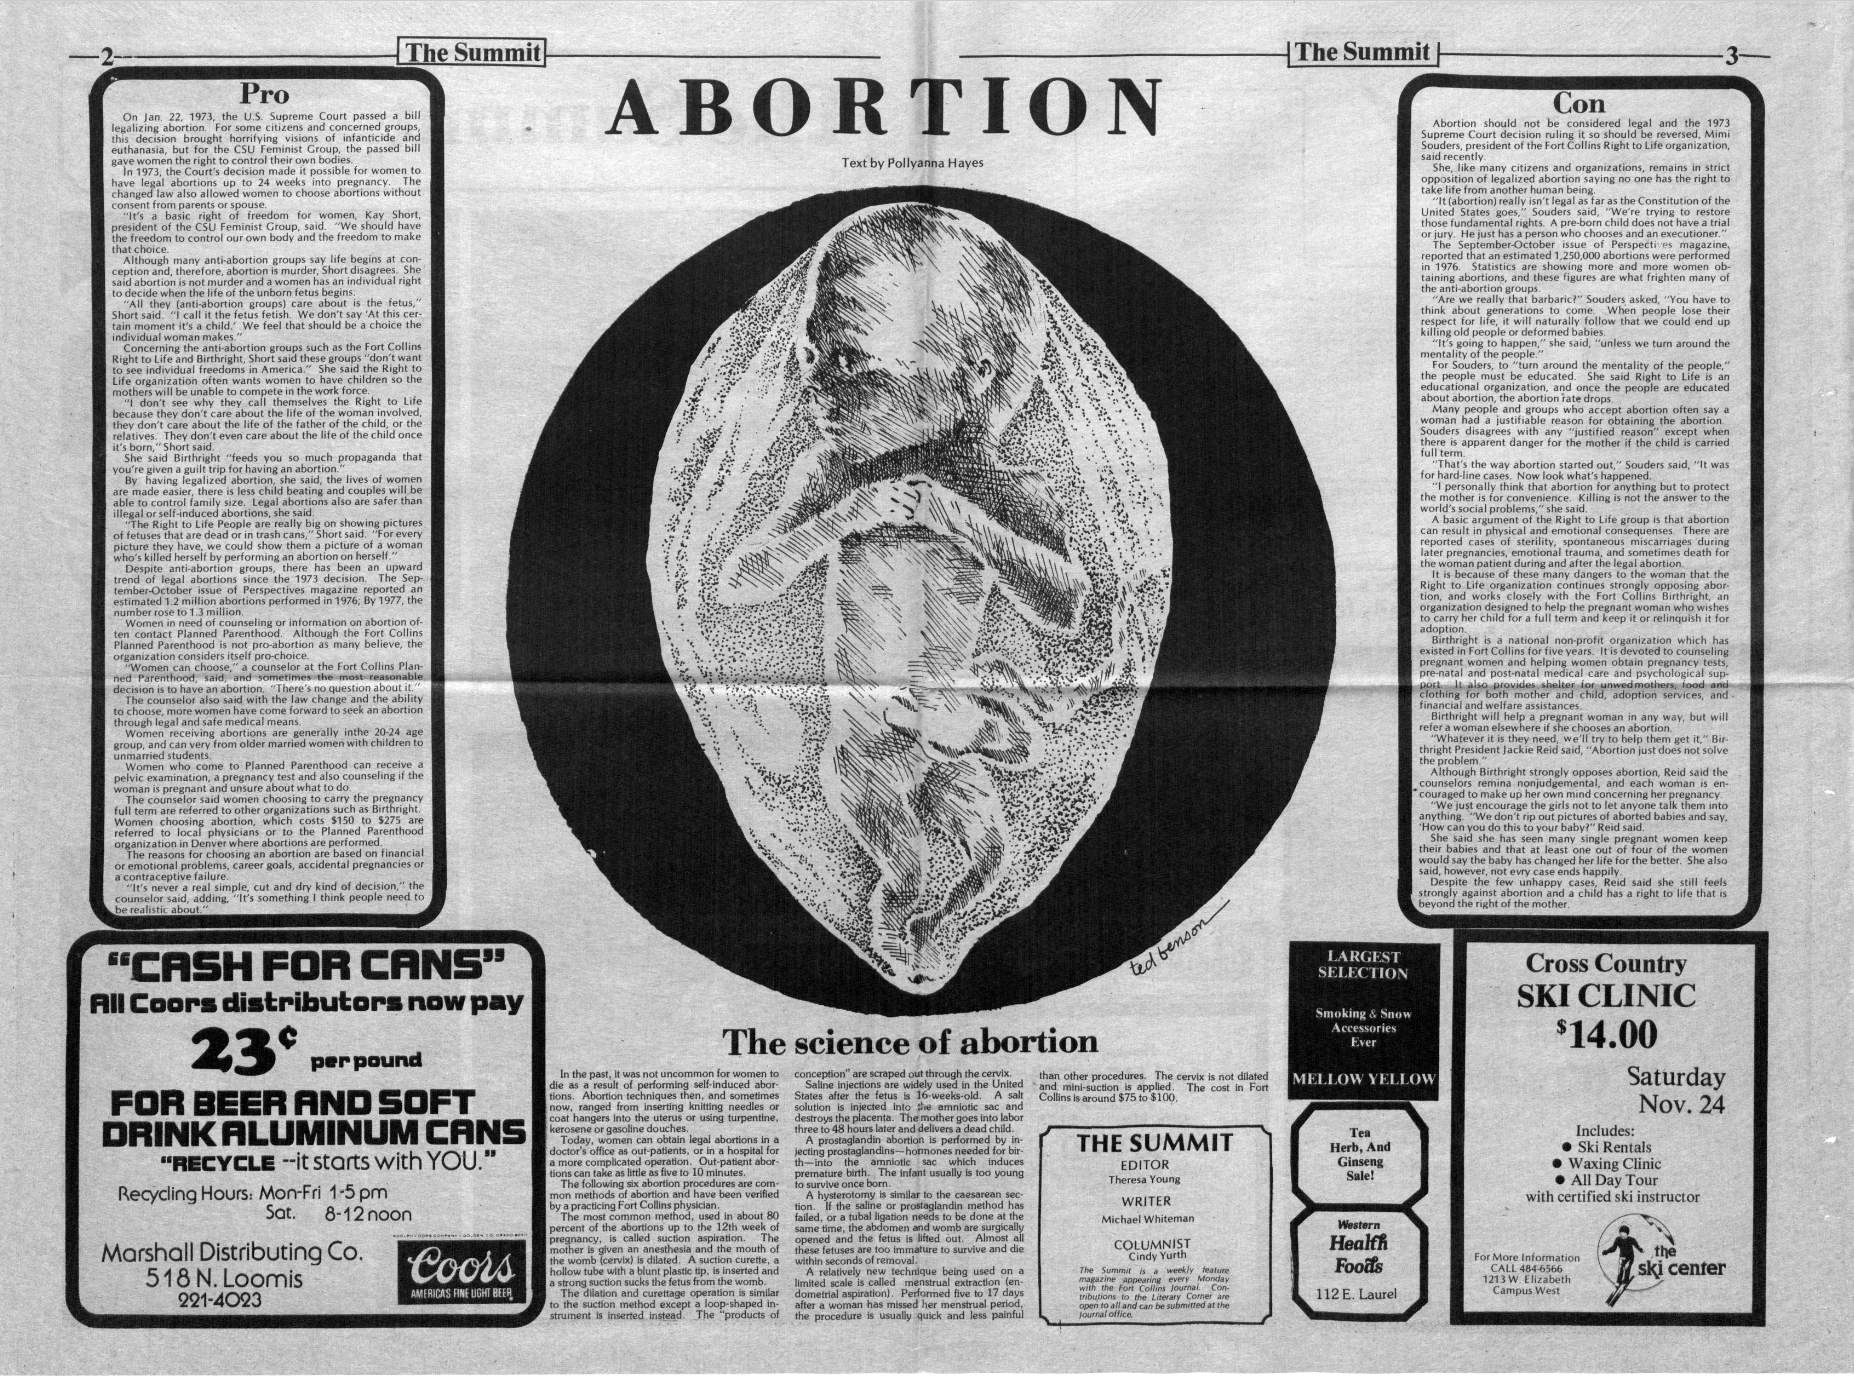 2
The Summit
The Summit
3
ABORTION
Text by Pollyanna Hayes
Pro
On Jan. 22, 1973, the U.S. Supreme Court passed a bill
legalizing abortion. For some citizens and concerned groups,
this decision brought horrifying visions of infanticide and
euthanasia, but for the CSU Feminist Group, the passed bill
gave women the right to control their own bodies.
In 1973, the Court's decision made it possible for women to
have legal abortions up to 24 weeks into pregnancy. The
changed law also allowed women to choose abortions without
consent from parents or spouse.
"It's a basic right of freedom for women, Kay Short,
president of the CSU Feminist Group, said. "We should have
the freedom to control our own body and the freedom to make
that choice.
Although many anti-abortion groups say life begins at con-
ception and, therefore, abortion is murder, Short disagrees. She
said abortion is not murder and a women has an individual right
to decide when the life of the unborn fetus begins.
"All they (anti-abortion groups) care about is the fetus,"
Short said. "I call it the fetus fetish. We don't say 'At this cer-
tain moment it's a child.' We feel that should be a choice the
individual woman makes."
Concerning the anti-abortion groups such as the Fort Collins
Right to Life and Birthright, Short said these groups "don't want
to see individual freedoms in America." She said the Right to
Life organization often wants women to have children so the
mothers will be unable to compete in the work force.
"I don't see why they call themselves the Right to Life
because they don't care about the life of the woman involved,
they don't care about the life of the father of the child, or the
relatives. They don't even care about the life of the child once
it's born," Short said.
She said Birthright "feeds you so much propaganda that
you're given a guilt trip for having an abortion."
By having legalized abortion, she said, the lives of women
are made easier, there is less child beating and couples will be
able to control family size. Legal abortions also are safer than
illegal or self-induced abortions, she said.
"The Right to Life People are really big on showing pictures
of fetuses that are dead or in trash cans," Short said. "For every
picture they have, we could show them a picture of a woman
who's killed herself by performing an abortion on herself."
Despite anti-abortion groups, there has been an upward
trend of legal abortions since the 1973 decision. The Sep-
tember-October issue of Perspectives magazine reported an
estimated 1.2 million abortions performed in 1976; By 1977, the
number rose to 1.3 million.
Women in need of counseling or information on abortion of-
ten contact Planned Parenthood. Although the Fort Collins
Planned Parenthood is not pro-abortion as many believe, the
organization considers itself pro-choice.
"Women can choose," a counselor at the Fort Collins Plan-
ned Parenthood, said, and sometimes the most reasonable
decision is to have an abortion. "There's no question about it."
The counselor also said with the law change and the ability
to choose, more women have come forward to seek an abortion
through legal and safe medical means.
Women receiving abortions are generally inthe 20-24 age
group, and can very from older married women with children to
unmarried students.
Women who come to Planned Parenthood can receive a
pelvic examination, a pregnancy test and also counseling if the
woman is pregnant and unsure about what to do.
The counselor said women choosing to carry the pregnancy
full term are referred to other organizations such as Birthright.
Women choosing abortion, which costs $150 to $275 are
referred to local physicians or to the Planned Parenthood
organization in Denver where abortions are performed.
The reasons for choosing an abortion are based on financial
or emotional problems, career goals, accidental pregnancies or
a contraceptive failure.
"It's never a real simple, cut and dry kind of decision," the
counselor said, adding, "It's something I think people need to
be realistic about."
Con
Abortion should not be considered legal and the 1973
Supreme Court decision ruling it so should be reversed, Mimi
Souders, president of the Fort Collins Right to Life organization,
said recently.
She, like many citizens and organizations, remains in strict
opposition of legalized abortion saying no one has the right to
take life from another human being.
"It (abortion) really isn't legal as far as the Constitution of the
United States goes," Souders said, "We're trying to restore
those fundamental rights. A pre-born child does not have a trial
or jury. He just has a person who chooses and an executioner."
The September-October issue of Perspectives magazine,
reported that an estimated 1,250,000 abortions were performed
in 1976. Statistics are showing more and more women ob-
taining abortions, and these figures are what frighten many of
the anti-abortion groups.
"Are we really that barbaric?" Souders asked, "You have to
think about generations to come. When people lose their
respect for life, it will naturally follow that we could end up
killing old people or deformed babies.
"It's going to happen," she said, "unless we turn around the
mentality of the people."
For Souders, to "turn around the mentality of the people,"
the people must be educated. She said Right to Life is an
educational organization, and once the people are educated
about abortion, the abortion rate drops.
Many people and groups who accept abortion often say a
woman had a justifiable reason for obtaining the abortion.
Souders disagrees with any "justified reason" except when
there is apparent danger for the mother if the child is carried
full term.
"That's the way abortion started out," Souders said, "It was
for hard-line cases. Now look what's happened.
"I personally think that abortion for anything but to protect
the mother is for convenience. Killing is not the answer to the
world's social problems," she said.
A basic argument of the Right to Life group is that abortion
can result in physical and emotional consequences. There are
reported cases of sterility, spontaneous miscarriages during
later pregnancies, emotional trauma, and sometimes death for
the woman patient during and after the legal abortion.
It is because of these many dangers to the woman that the
Right to Life organization continues strongly opposing abor-
tion, and works closely with the Fort Collins Birthright, an
organization designed to help the pregnant woman who wishes
to carry her child for a full term and keep it or relinquish it for
adoption.
Birthright is a national non-profit organization which has
existed in Fort Collins for five years. It is devoted to counseling
pregnant women and helping women obtain pregnancy tests,
pre-natal and post-natal medical care and psychological sup-
port. It also provides shelter for unwed mothers, food and
clothing for both mother and child, adoption services, and
financial and welfare assistances.
Birthright will help a pregnant woman in any way, but will
refer a woman elsewhere if she chooses an abortion.
"Whatever it is they need, we'll try to help them get it," Bir-
thright President Jackie Reid said, "Abortion just does not solve
the problem."
Although Birthright strongly opposes abortion, Reid said the
counselors remina nonjudgemental, and each woman is en-
couraged to make up her own mind concerning her pregnancy.
"We just encourage the girls not to let anyone talk them into
anything. "We don't rip out pictures of aborted babies and say,
'How can you do this to your baby?" Reid said.
She said she has seen many single pregnant women keep
their babies and that at least one out of four of the women
would say the baby has changed her life for the better. She also
said, however, not evry case ends happily.
Despite the few unhappy cases, Reid said she still feels
strongly against abortion and a child has a right to life that is
beyond the right of the mother.
ted benson
"CASH FOR CANS"
All Coors distributors now pay
23¢ per pound
FOR BEER AND SOFT
DRINK ALUMINUM CANS
"RECYCLE --it starts with YOU."
Recycling Hours: Mon-Fri 1-5 pm
Sat. 8-12 noon
Marshall Distributing Co.
518 N. Loomis
221-4023
Coors
AMERICA'S FINE LIGHT BEER
The science of abortion
In the past, it was not uncommon for women to
die as a result of performing self-induced abor-
tions. Abortion techniques then, and sometimes
now, ranged from inserting knitting needles or
coat hangers into the uterus or using turpentine,
kerosene or gasoline douches.
Today, women can obtain legal abortions in a
doctor's office as out-patients, or in a hospital for
a more complicated operation. Out-patient abor-
tions can take as little as five to 10 minutes.
The following six abortion procedures are com-
mon methods of abortion and have been verified
by a practicing Fort Collins physician.
The most common method, used in about 80
percent of the abortions up to the 12th week of
pregnancy, is called suction aspiration. The
mother is given an anesthesia and the mouth of
the womb (cervix) is dilated. A suction curette, a
hollow tube with a blunt plastic tip, is inserted and
a strong suction sucks the fetus from the womb.
The dilation and curettage operation is similar
to the suction method except a loop-shaped in-
strument is inserted instead. The "products of
conception" are scraped out through the cervix.
Saline injections are widely used in the United
States after the fetus is 16-weeks-old. A salt
solution is injected into the amniotic sac and
destroys the placenta. The mother goes into labor
three to 48 hours later and delivers a dead child.
A prostaglandin abortion is performed by in-
jecting prostaglandins—hormones needed for bir-
th—into the amniotic sac which induces
premature birth. The infant usually is too young
to survive once born.
A hysterotomy is similar to the caesarean sec-
tion. If the saline or prostaglandin method has
failed, or a tubal ligation needs to be done at the
same time, the abdomen and womb are surgically
opened and the fetus is lifted out. Almost all
these fetuses are too immature to survive and die
within seconds of removal.
A relatively new technique being used on a
limited scale is called menstrual extraction (en-
dometrial aspiration). Performed five to 17 days
after a woman has missed her menstrual period,
the procedure is usually quick and less painful
than other procedures. The cervix is not dilated
and mini-suction is applied. The cost in Fort
Collins is around $75 to $100.
THE SUMMIT
EDITOR
Theresa Young
WRITER
Michael Whiteman
COLUMNIST
Cindy Yurth
The Summit is a weekly feature
magazine appearing every Monday
with the Fort Collins Journal. Con-
tributions to the Literary Corner are
open to all and can be submitted at the
Journal office.
LARGEST
SELECTION
Smoking & Snow
Accessories
Ever
MELLOW YELLOW
Tea
Herb, And
Ginseng
Sale!
Western
Health
Foods
112 E. Laurel
Cross Country
SKI CLINIC
$14.00
Saturday
Nov. 24
Includes:
● Ski Rentals
● Waxing Clinic
● All Day Tour
with certified ski instructor
For More Information
CALL 484-6566
1213 W. Elizabeth
Campus West
the
ski center